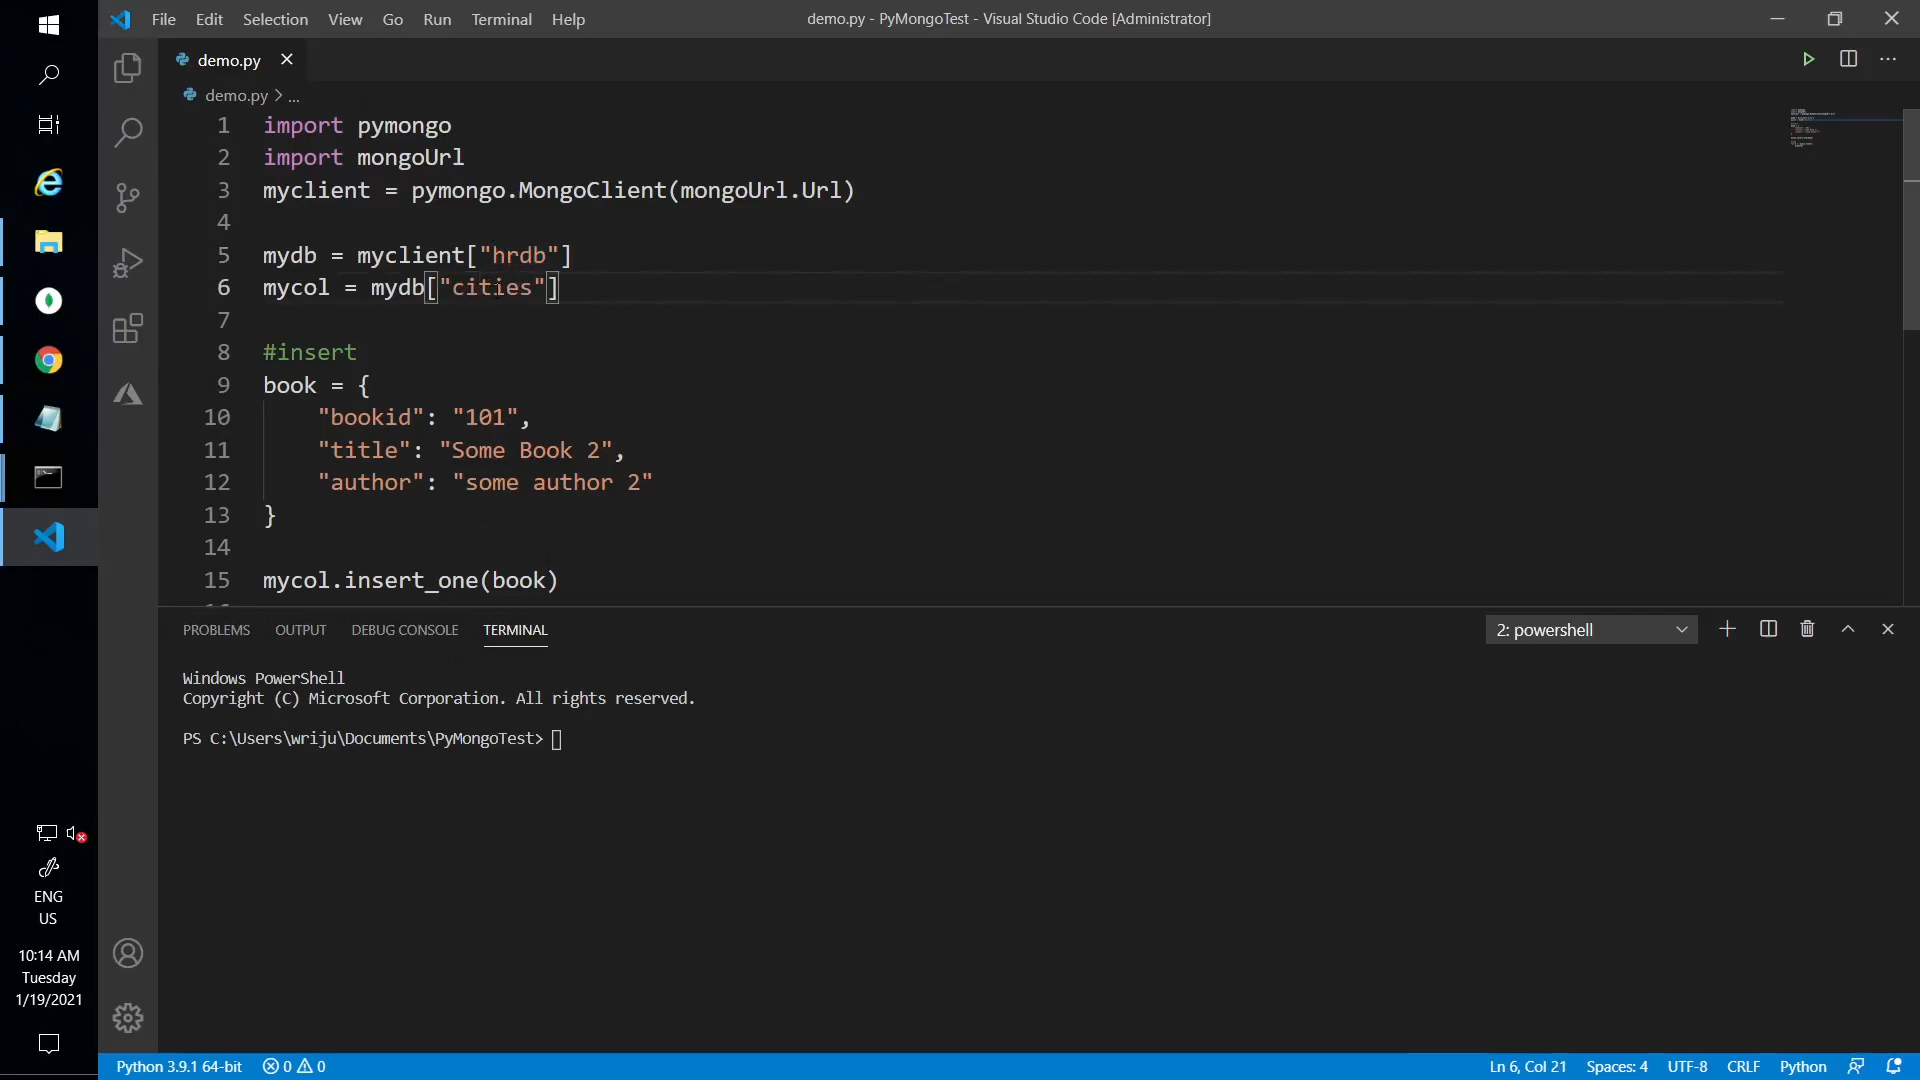 File Edit Selection View Go Run Terminal Help
demo.py - PyMongoTest - Visual Studio Code [Administrator]
demo.py
demo.py > ...
1 import pymongo
2 import mongoUrl
3 myclient = pymongo.MongoClient(mongoUrl.Url)
4
5 mydb = myclient["hrdb"]
6 mycol = mydb["cities"]
7
8 #insert
9 book = {
10 "bookid": "101",
11 "title": "Some Book 2",
12 "author": "some author 2"
13 }
14
15 mycol.insert_one(book)
PROBLEMS OUTPUT DEBUG CONSOLE TERMINAL
2: powershell
Windows PowerShell
Copyright (C) Microsoft Corporation. All rights reserved.
PS C:\Users\wriju\Documents\PyMongoTest>
ENG
US
10:14 AM
Tuesday
1/19/2021
Python 3.9.1 64-bit 0 0 Ln 6, Col 21 Spaces: 4 UTF-8 CRLF Python